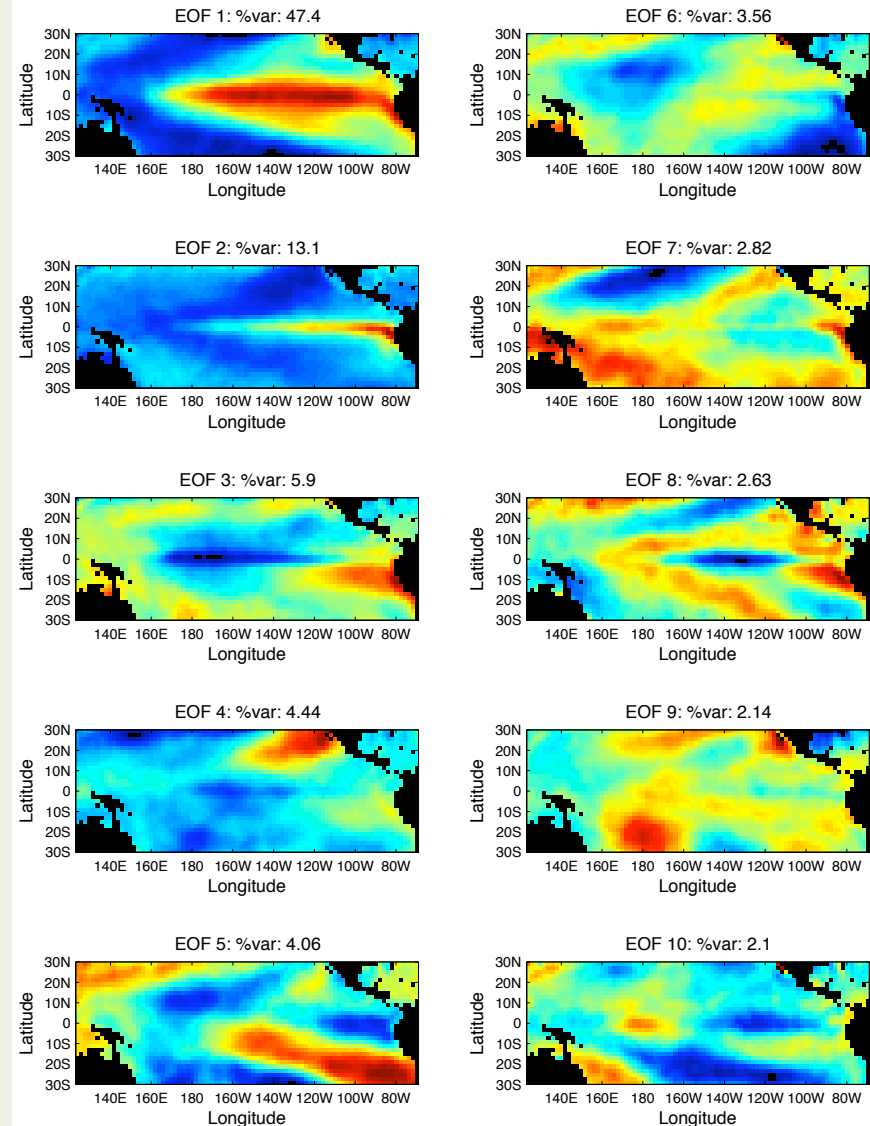 EOF 1: %var: 47.4
30N
20N
10N
0
10S
20S
30S
Latitude
140E 160E 180 160W 140W 120W 100W 80W
Longitude
EOF 2: %var: 13.1
30N
20N
10N
0
10S
20S
30S
Latitude
140E 160E 180 160W 140W 120W 100W 80W
Longitude
EOF 3: %var: 5.9
30N
20N
10N
0
10S
20S
30S
Latitude
140E 160E 180 160W 140W 120W 100W 80W
Longitude
EOF 4: %var: 4.44
30N
20N
10N
0
10S
20S
30S
Latitude
140E 160E 180 160W 140W 120W 100W 80W
Longitude
EOF 5: %var: 4.06
30N
20N
10N
0
10S
20S
30S
Latitude
140E 160E 180 160W 140W 120W 100W 80W
Longitude
EOF 6: %var: 3.56
30N
20N
10N
0
10S
20S
30S
Latitude
140E 160E 180 160W 140W 120W 100W 80W
Longitude
EOF 7: %var: 2.82
30N
20N
10N
0
10S
20S
30S
Latitude
140E 160E 180 160W 140W 120W 100W 80W
Longitude
EOF 8: %var: 2.63
30N
20N
10N
0
10S
20S
30S
Latitude
140E 160E 180 160W 140W 120W 100W 80W
Longitude
EOF 9: %var: 2.14
30N
20N
10N
0
10S
20S
30S
Latitude
140E 160E 180 160W 140W 120W 100W 80W
Longitude
EOF 10: %var: 2.1
30N
20N
10N
0
10S
20S
30S
Latitude
140E 160E 180 160W 140W 120W 100W 80W
Longitude